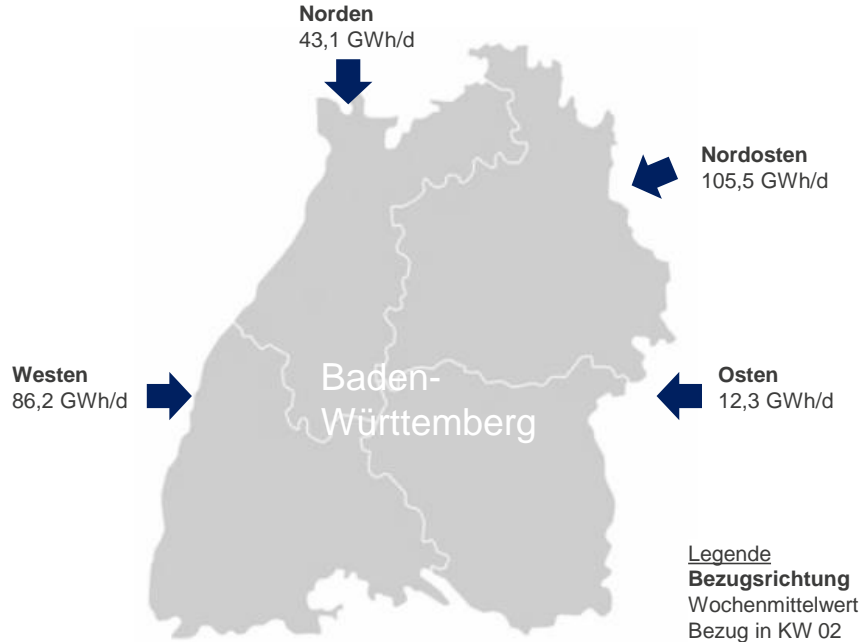 Norden
43,1 GWh/d
Nordosten
105,5 GWh/d
Westen
86,2 GWh/d
Baden-
Württemberg
Osten
12,3 GWh/d
Legende
Bezugsrichtung
Wochenmittelwert
Bezug in KW 02